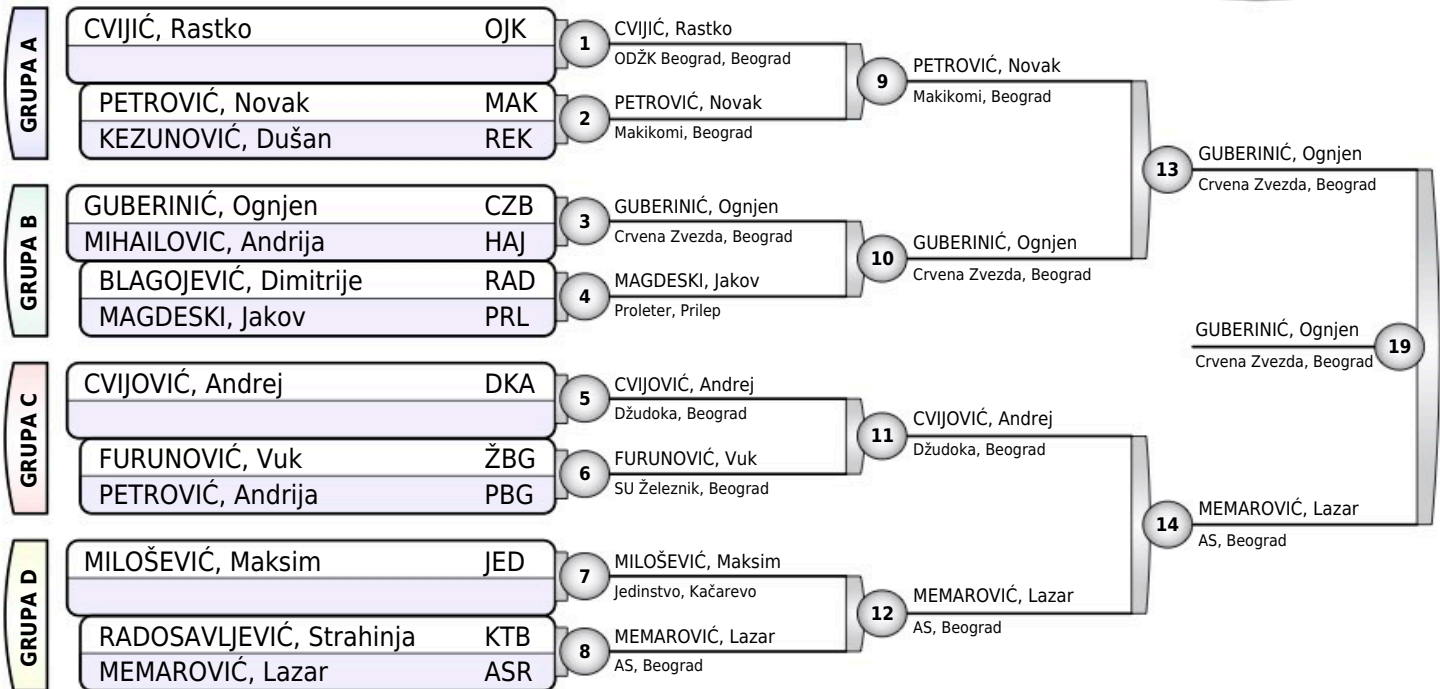 GRUPA A
CVIJIĆ, Rastko OJK
PETROVIĆ, Novak MAK
KEZUNOVIĆ, Dušan REK
1
CVIJIĆ, Rastko
ODŽK Beograd, Beograd
2
PETROVIĆ, Novak
Makikomi, Beograd
9
PETROVIĆ, Novak
Makikomi, Beograd
GRUPA B
GUBERINIĆ, Ognjen CZB
MIHAILOVIC, Andrija HAJ
BLAGOJEVIĆ, Dimitrije RAD
MAGDESKI, Jakov PRL
3
GUBERINIĆ, Ognjen
Crvena Zvezda, Beograd
4
MAGDESKI, Jakov
Proleter, Prilep
10
GUBERINIĆ, Ognjen
Crvena Zvezda, Beograd
13
GUBERINIĆ, Ognjen
Crvena Zvezda, Beograd
GRUPA C
CVIJOVIĆ, Andrej DKA
FURUNOVIĆ, Vuk ŽBG
PETROVIĆ, Andrija PBG
5
CVIJOVIĆ, Andrej
Džudoka, Beograd
6
FURUNOVIĆ, Vuk
SU Železnik, Beograd
11
CVIJOVIĆ, Andrej
Džudoka, Beograd
GRUPA D
MILOŠEVIĆ, Maksim JED
RADOSAVLJEVIĆ, Strahinja KTB
MEMAROVIĆ, Lazar ASR
7
MILOŠEVIĆ, Maksim
Jedinstvo, Kačarevo
8
MEMAROVIĆ, Lazar
AS, Beograd
12
MEMAROVIĆ, Lazar
AS, Beograd
14
MEMAROVIĆ, Lazar
AS, Beograd
GUBERINIĆ, Ognjen
Crvena Zvezda, Beograd
19